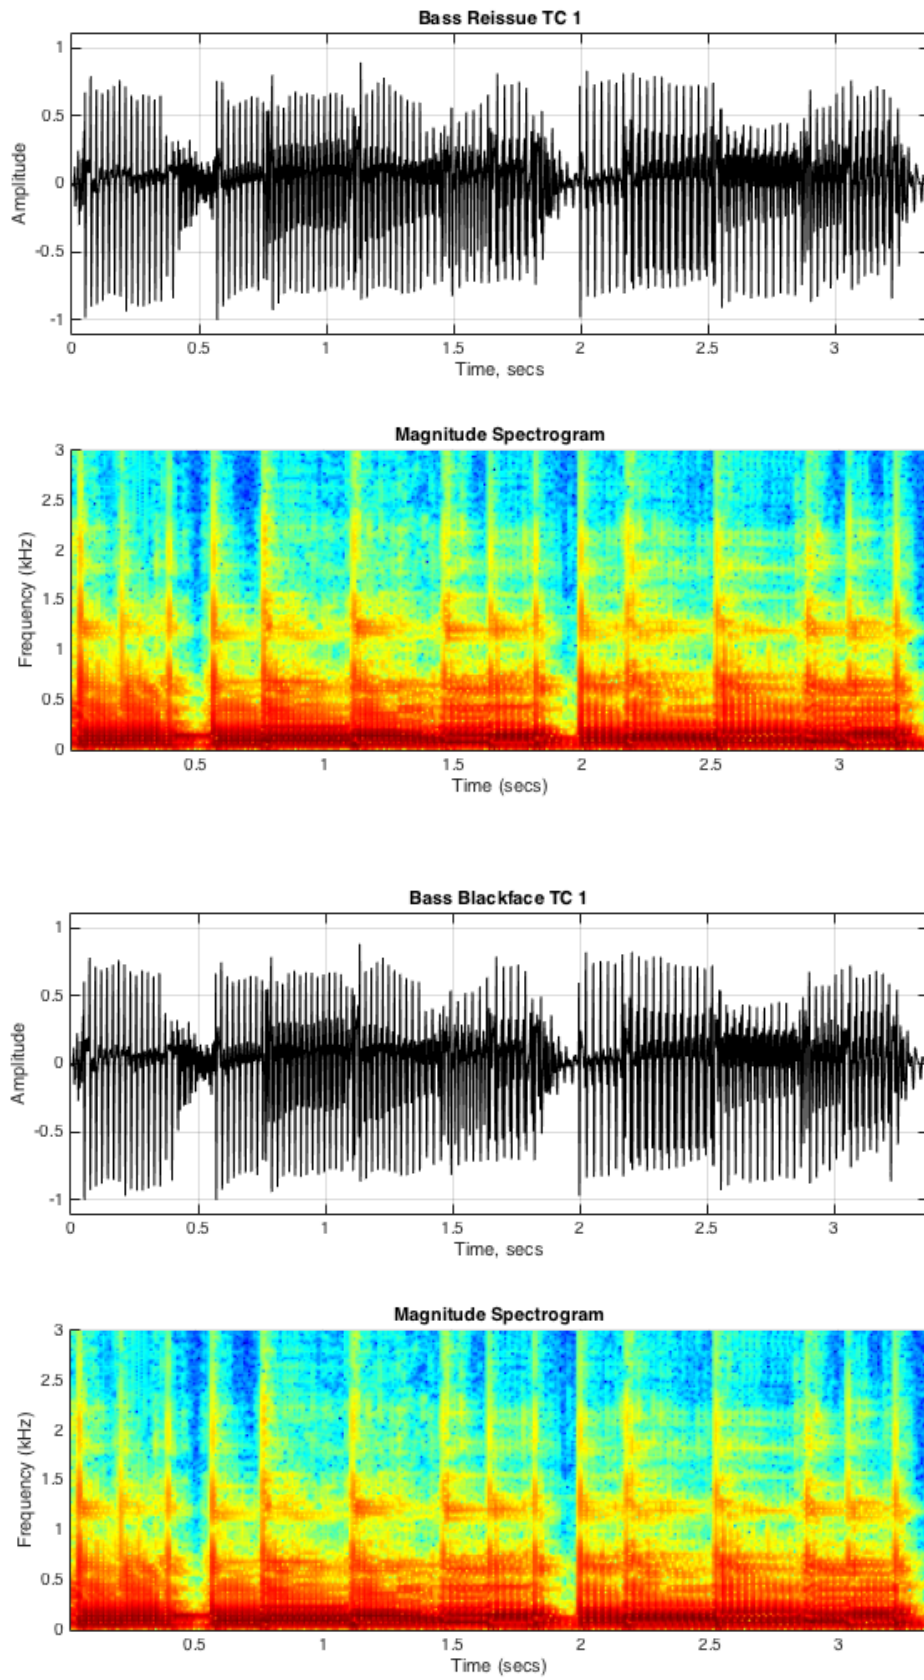 Bass Reissue TC 1
1
0.5
0
-0.5
-1
Amplitude
0 0.5 1 1.5 2 2.5 3
Time, secs
Magnitude Spectrogram
3
2.5
2
1.5
1
0.5
0
Frequency (kHz)
0.5 1 1.5 2 2.5 3
Time (secs)
Bass Blackface TC 1
1
0.5
0
-0.5
-1
Amplitude
0 0.5 1 1.5 2 2.5 3
Time, secs
Magnitude Spectrogram
3
2.5
2
1.5
1
0.5
0
Frequency (kHz)
0.5 1 1.5 2 2.5 3
Time (secs)